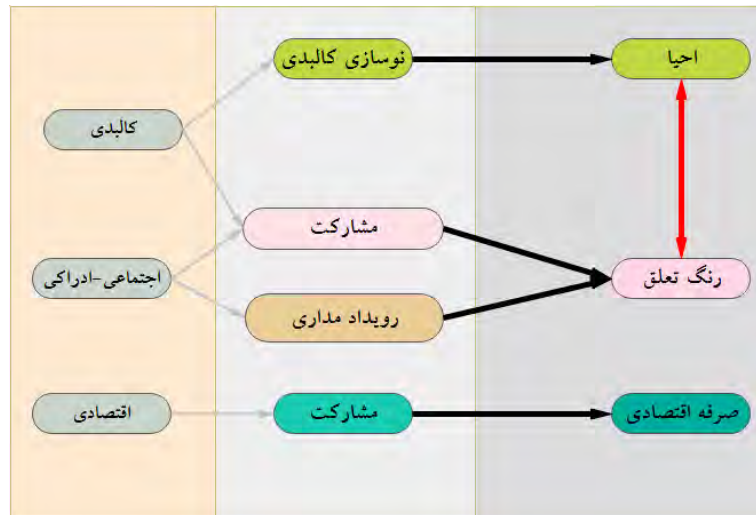 احیا
نوسازی کالبدی
کالبدی
مشارکت
رنگ تعلق
اجتماعی-ادراکی
رویداد مداری
صرفه اقتصادی
مشارکت
اقتصادی